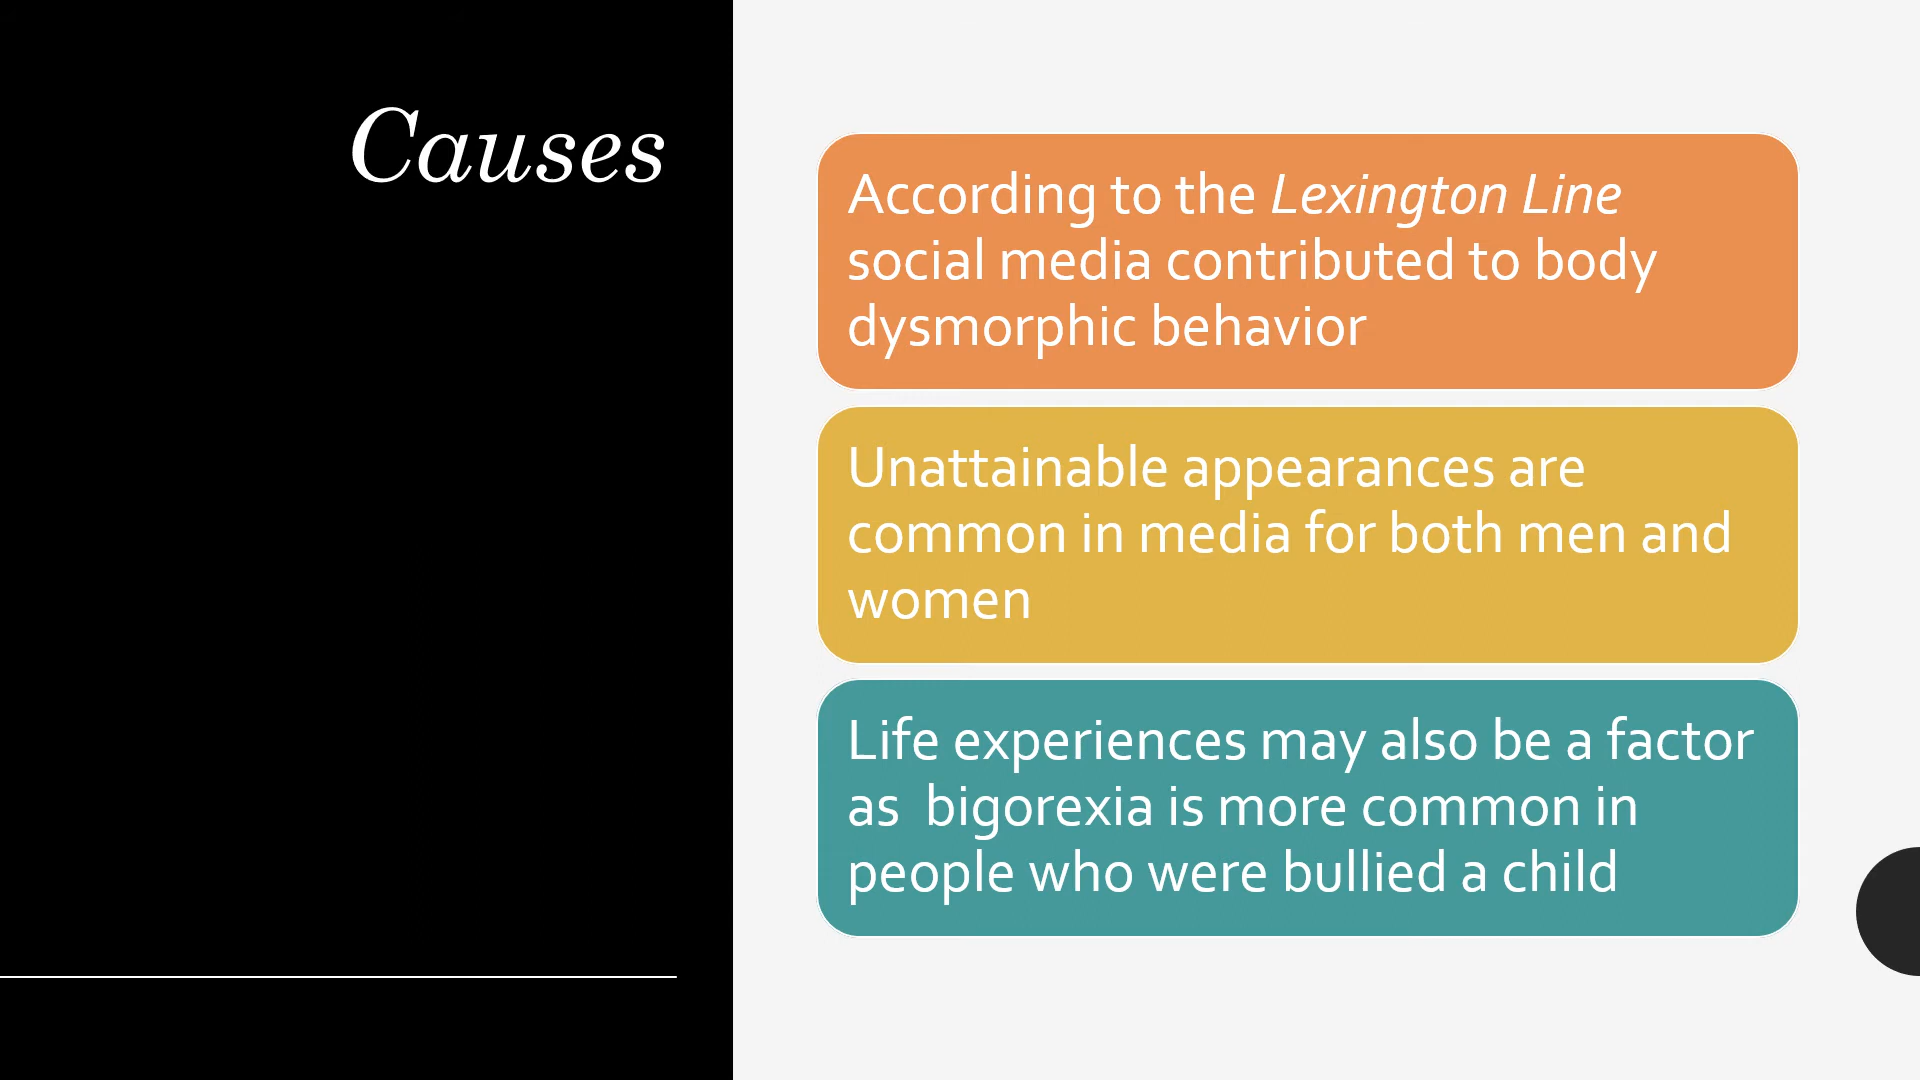 Causes
According to the Lexington Line
social media contributed to body
dysmorphic behavior
Unattainable appearances are
common in media for both men and
women
Life experiences may also be a factor
as  bigorexia is more common in
people who were bullied a child